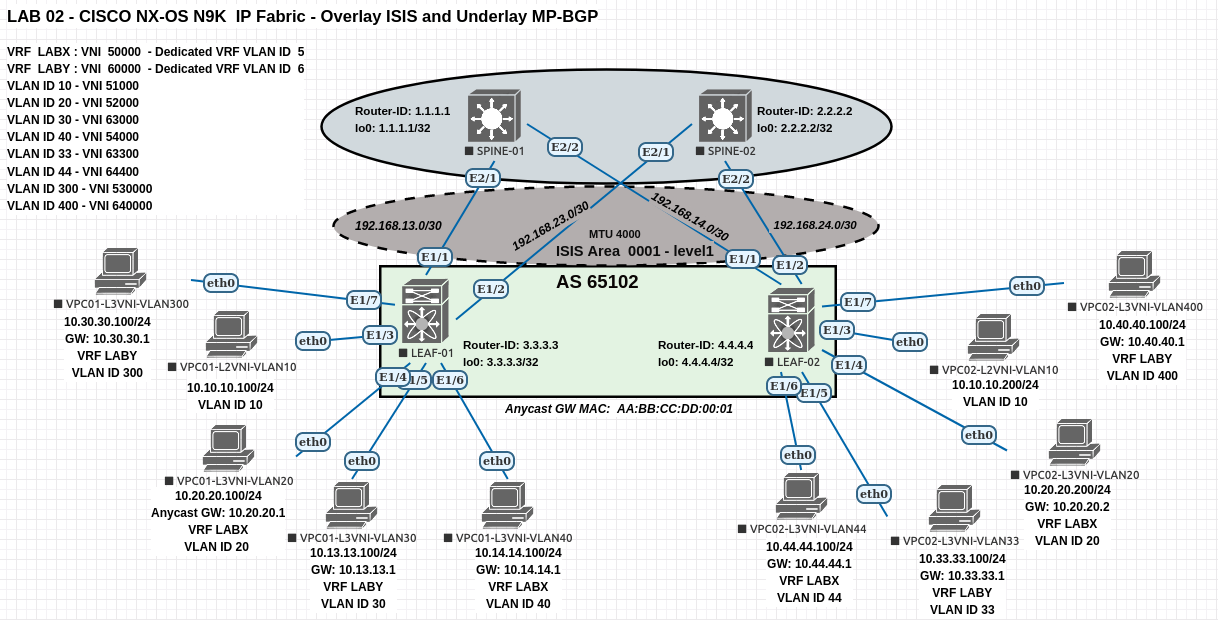 LAB 02 - CISCO NX-OS N9K  IP Fabric - Overlay ISIS and Underlay MP-BGP
VRF  LABX : VNI  50000  - Dedicated VRF VLAN ID  5
VRF  LABY : VNI  60000  - Dedicated VRF VLAN ID  6
VLAN ID 10 - VNI 51000
VLAN ID 20 - VNI 52000
VLAN ID 30 - VNI 63000
VLAN ID 40 - VNI 54000
VLAN ID 33 - VNI 63300
VLAN ID 44 - VNI 64400
VLAN ID 300 - VNI 530000
VLAN ID 400 - VNI 640000
Router-ID: 1.1.1.1
lo0: 1.1.1.1/32
SPINE-01
Router-ID: 2.2.2.2
lo0: 2.2.2.2/32
SPINE-02
E2/2
E2/1
E2/1
E2/2
192.168.13.0/30
192.168.23.0/30
192.168.14.0/30
192.168.24.0/30
MTU 4000
ISIS Area  0001 - level1
E1/1
E1/1
E1/2
E1/2
AS 65102
eth0
E1/7
VPC01-L3VNI-VLAN300
10.30.30.100/24
GW: 10.30.30.1
VRF LABY
VLAN ID 300
eth0
E1/3
VPC01-L2VNI-VLAN10
10.10.10.100/24
VLAN ID 10
LEAF-01
Router-ID: 3.3.3.3
lo0: 3.3.3.3/32
E1/4
1/5
E1/6
Router-ID: 4.4.4.4
lo0: 4.4.4.4/32
LEAF-02
E1/7
eth0
VPC02-L3VNI-VLAN400
10.40.40.100/24
GW: 10.40.40.1
VRF LABY
VLAN ID 400
E1/3
eth0
VPC02-L2VNI-VLAN10
10.10.10.200/24
VLAN ID 10
E1/4
E1/6
E1/5
Anycast GW MAC:  AA:BB:CC:DD:00:01
eth0
VPC01-L3VNI-VLAN20
10.20.20.100/24
Anycast GW: 10.20.20.1
VRF LABX
VLAN ID 20
eth0
VPC01-L3VNI-VLAN30
10.13.13.100/24
GW: 10.13.13.1
VRF LABY
VLAN ID 30
eth0
VPC01-L3VNI-VLAN40
10.14.14.100/24
GW: 10.14.14.1
VRF LABX
VLAN ID 40
eth0
VPC02-L3VNI-VLAN44
10.44.44.100/24
GW: 10.44.44.1
VRF LABX
VLAN ID 44
eth0
VPC02-L3VNI-VLAN33
10.33.33.100/24
GW: 10.33.33.1
VRF LABY
VLAN ID 33
eth0
VPC02-L3VNI-VLAN20
10.20.20.200/24
GW: 10.20.20.2
VRF LABX
VLAN ID 20